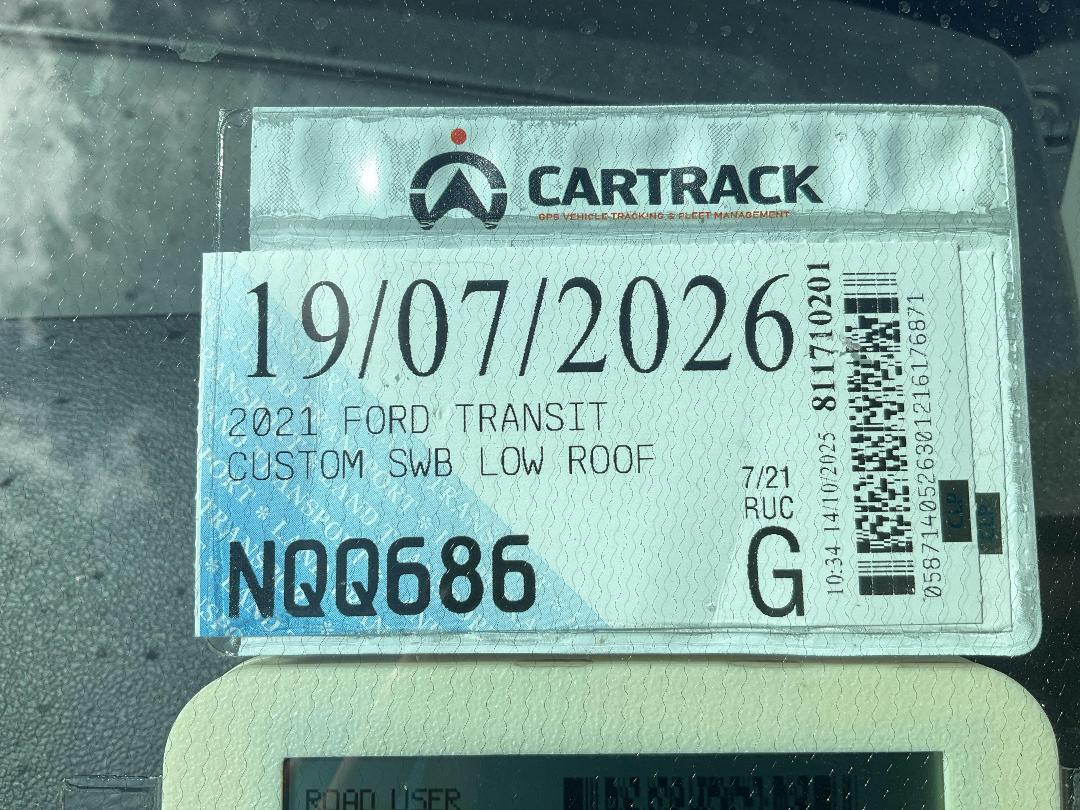 CARTRACK
GPS VEHICLE TRACKING & FLEET MANAGEMENT
19/07/2026
2021 FORD TRANSIT
CUSTOM SWB LOW ROOF
7/21
RUC
NQQ686
G
811710201
10:34 14/10/2025
0587140526301216176871
ROAD USER